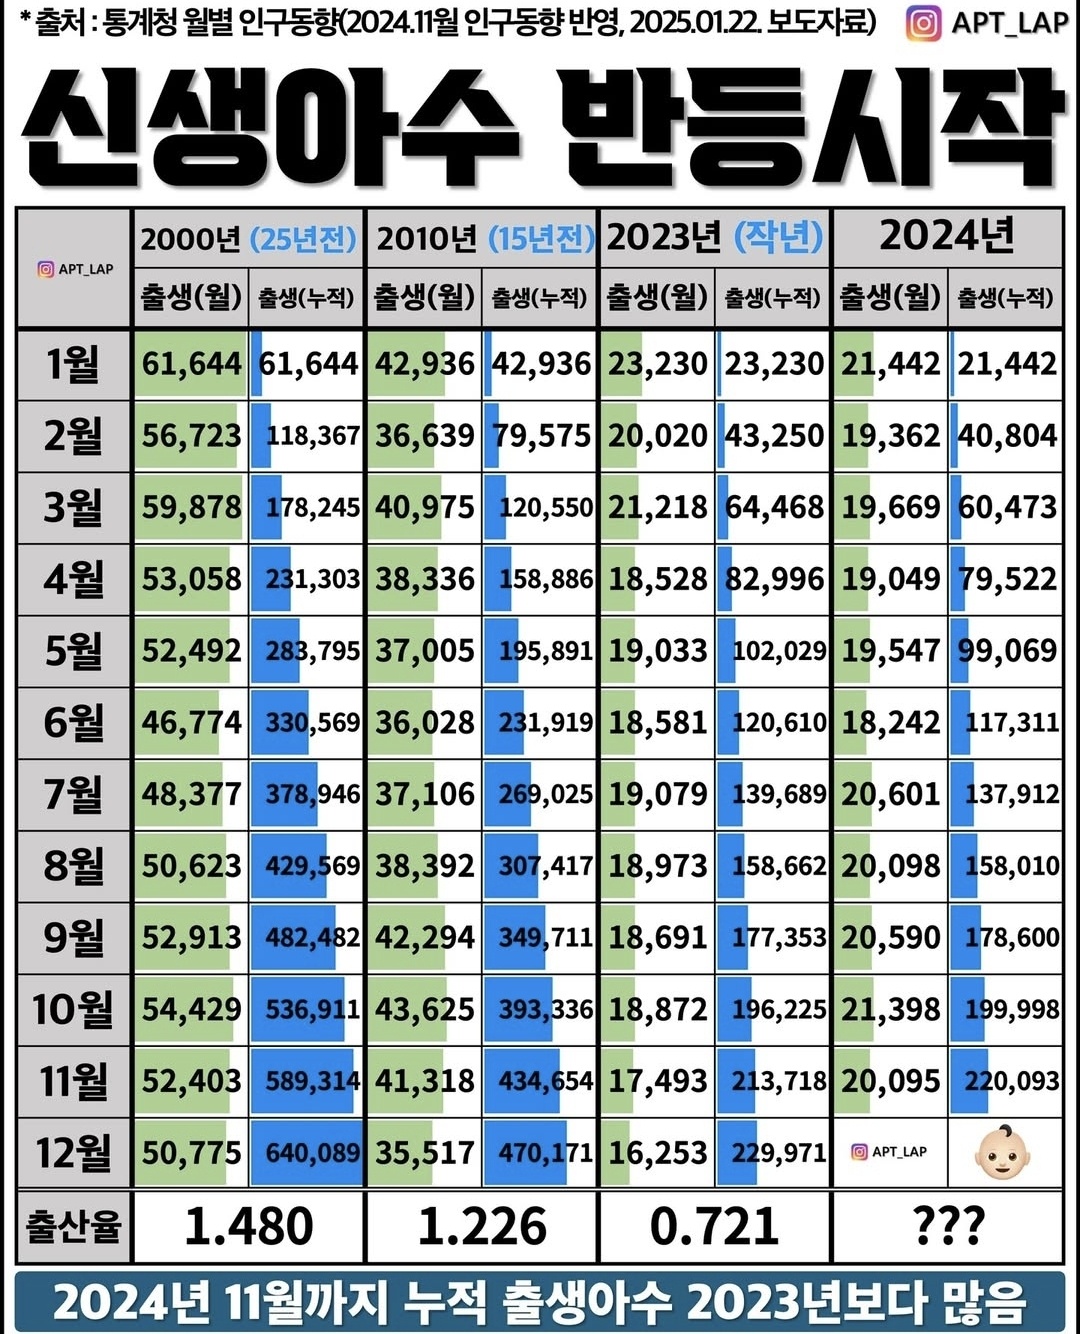 * 출처 : 통계청 월별 인구동향(2024.11월 인구동향 반영, 2025.01.22. 보도자료) APT_LAP
신생아수 반등시작
APT_LAP 2000년 (25년전) 2010년 (15년전) 2023년 (작년) 2024년
출생(월) 출생(누적) 출생(월) 출생(누적) 출생(월) 출생(누적) 출생(월) 출생(누적)
1월 61,644 61,644 42,936 42,936 23,230 23,230 21,442 21,442
2월 56,723 118,367 36,639 79,575 20,020 43,250 19,362 40,804
3월 59,878 178,245 40,975 120,550 21,218 64,468 19,669 60,473
4월 53,058 231,303 38,336 158,886 18,528 82,996 19,049 79,522
5월 52,492 283,795 37,005 195,891 19,033 102,029 19,547 99,069
6월 46,774 330,569 36,028 231,919 18,581 120,610 18,242 117,311
7월 48,377 378,946 37,106 269,025 19,079 139,689 20,601 137,912
8월 50,623 429,569 38,392 307,417 18,973 158,662 20,098 158,010
9월 52,913 482,482 42,294 349,711 18,691 177,353 20,590 178,600
10월 54,429 536,911 43,625 393,336 18,872 196,225 21,398 199,998
11월 52,403 589,314 41,318 434,654 17,493 213,718 20,095 220,093
12월 50,775 640,089 35,517 470,171 16,253 229,971 APT_LAP
출산율 1.480 1.226 0.721 ???
2024년 11월까지 누적 출생아수 2023년보다 많음